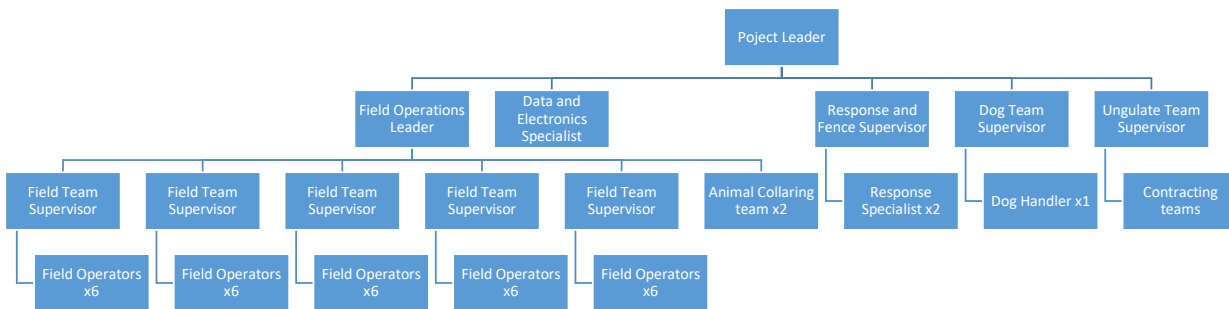 Poject Leader
Field Operations
Leader
Data and
Electronics
Specialist
Response and
Fence Supervisor
Dog Team
Supervisor
Ungulate Team
Supervisor
Field Team
Supervisor
Field Team
Supervisor
Field Team
Supervisor
Field Team
Supervisor
Field Team
Supervisor
Animal Collaring
team x2
Response
Specialist x2
Dog Handler x1
Contracting
teams
Field Operators
x6
Field Operators
x6
Field Operators
x6
Field Operators
x6
Field Operators
x6